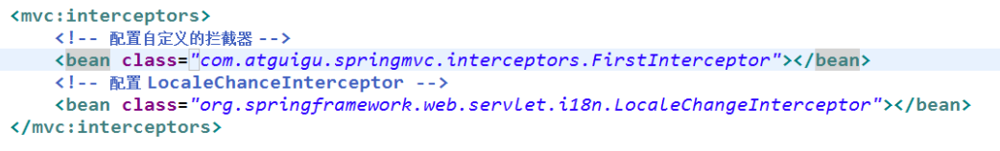 <mvc:interceptors>
<!-- 配置自定义的拦截器 -->
<bean class="com.atguigu.springmvc.interceptors.FirstInterceptor"></bean>
<!-- 配置 LocaleChanceInterceptor -->
<bean class="org.springframework.web.servlet.i18n.LocaleChangeInterceptor"></bean>
</mvc:interceptors>